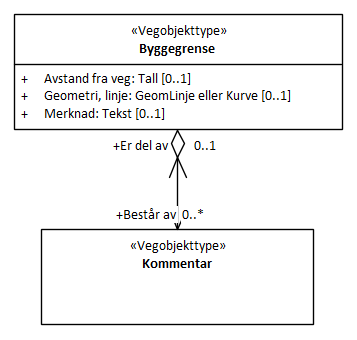 «Vegobjekttype»
Byggegrense
+ Avstand fra veg: Tall [0..1]
+ Geometri, linje: GeomLinje eller Kurve [0..1]
+ Merknad: Tekst [0..1]
+Er del av 0..1
+Består av 0..*
«Vegobjekttype»
Kommentar